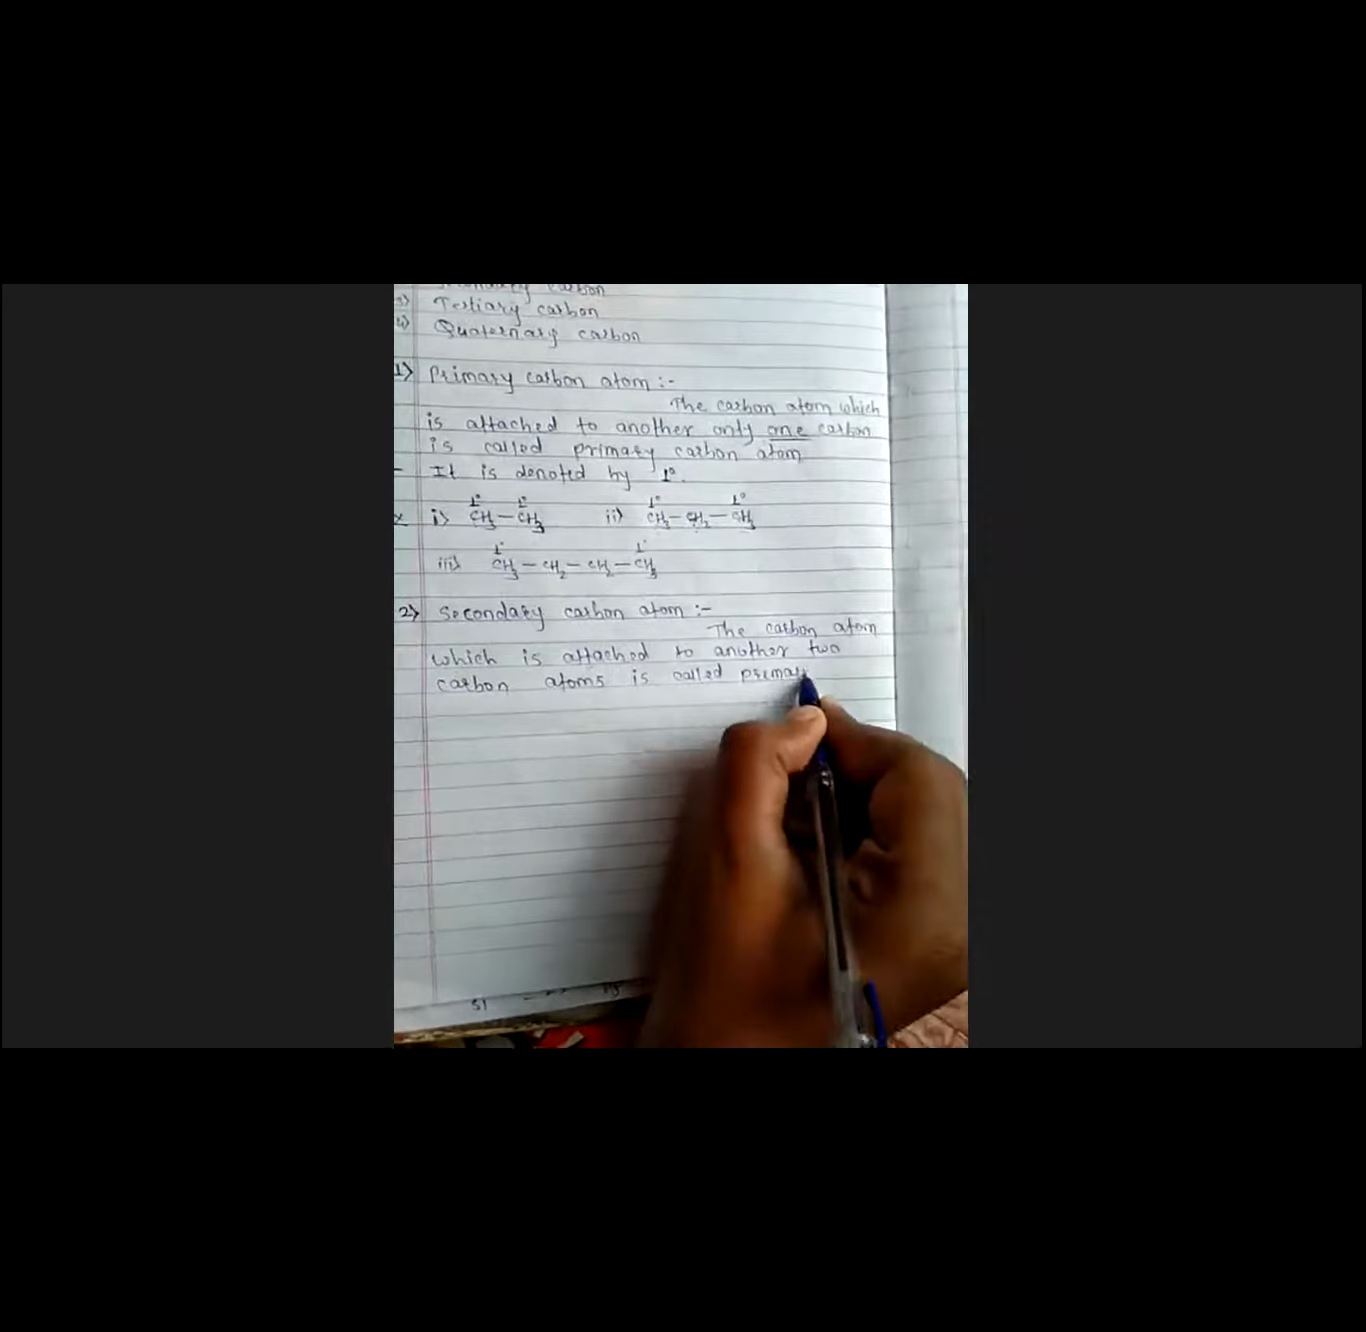 carbon
3) Tertiary carbon
4) Quaternary carbon
1) Primary carbon atom :-
The carbon atom which
is attached to another only one carbon
is called primary carbon atom
- It is denoted by 1°.
1° 1° 1° 1°
i) CH3 - CH3 ii) CH3 - CH2 - CH3
1° 1°
iii) CH3 - CH2 - CH2 - CH3
2) Secondary carbon atom :-
The carbon atom
which is attached to another two
carbon atoms is called primar
51